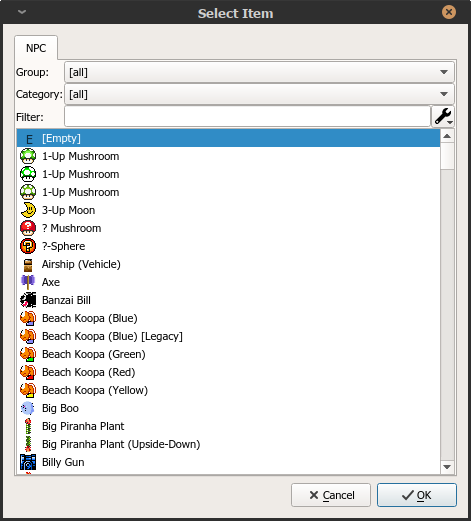 Select Item
NPC
Group: [all]
Category: [all]
Filter:
E [Empty]
1-Up Mushroom
1-Up Mushroom
1-Up Mushroom
3-Up Moon
? Mushroom
?-Sphere
Airship (Vehicle)
Axe
Banzai Bill
Beach Koopa (Blue)
Beach Koopa (Blue) [Legacy]
Beach Koopa (Green)
Beach Koopa (Red)
Beach Koopa (Yellow)
Big Boo
Big Piranha Plant
Big Piranha Plant (Upside-Down)
Billy Gun
Cancel OK